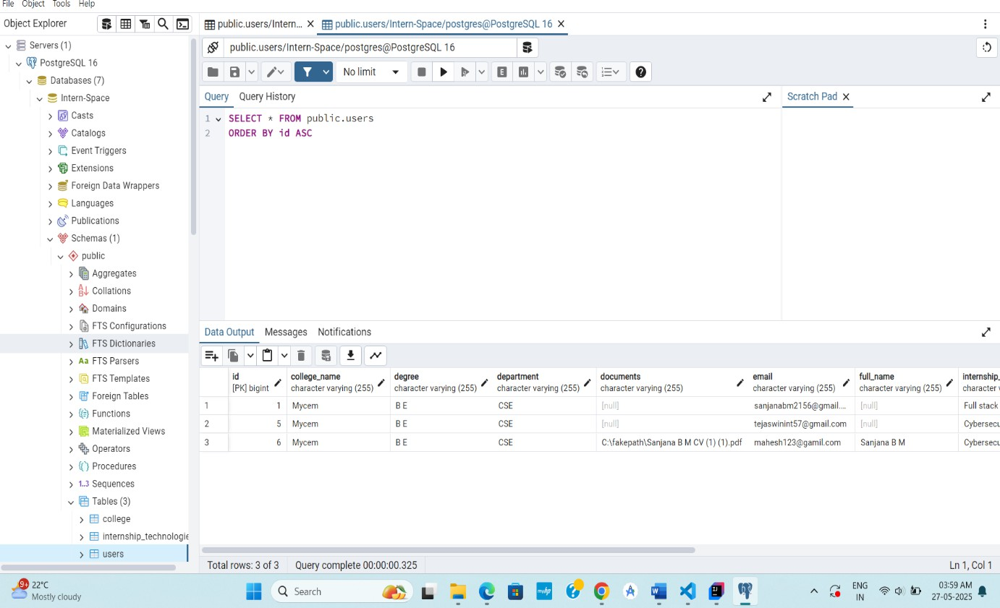 File Object Tools Help
Object Explorer
public.users/Intern... public.users/Intern-Space/postgres@PostgreSQL 16
public.users/Intern-Space/postgres@PostgreSQL 16
No limit
E
Query Query History
Scratch Pad
1 SELECT * FROM public.users
2 ORDER BY id ASC
Servers (1)
PostgreSQL 16
Databases (7)
Intern-Space
Casts
Catalogs
Event Triggers
Extensions
Foreign Data Wrappers
Languages
Publications
Schemas (1)
public
Aggregates
Collations
Domains
FTS Configurations
FTS Dictionaries
Aa FTS Parsers
FTS Templates
Foreign Tables
Functions
Materialized Views
Operators
Procedures
1..3 Sequences
Tables (3)
college
internship_technologie
users
Data Output Messages Notifications
id college_name degree department documents email full_name internship_
[PK] bigint character varying (255) character varying (255) character varying (255) character varying (255) character varying (255) character varying (255) character v
1 1 Mycem B E CSE [null] sanjanabm2156@gmail.... [null] Full stack
2 5 Mycem B E CSE [null] tejaswinint57@gmail.com [null] Cybersecu
3 6 Mycem B E CSE C:\fakepath\Sanjana B M CV (1) (1).pdf mahesh123@gamil.com Sanjana B M Cybersecu
Total rows: 3 of 3 Query complete 00:00:00.325 Ln 1, Col 1
9+ 22°C
Mostly cloudy
Search
myhp
ENG
IN
03:59 AM
27-05-2025